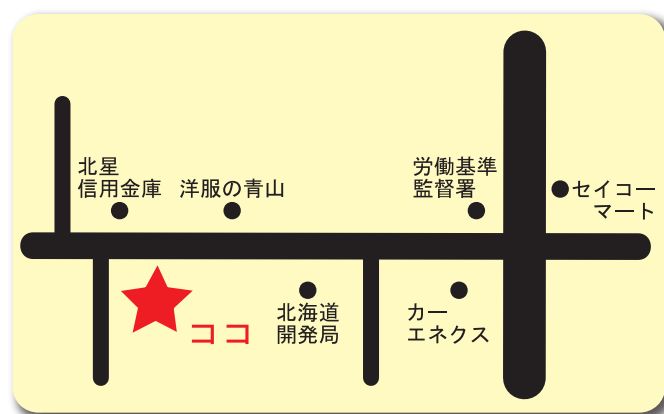 北星
信用金庫
洋服の青山
労働基準
監督署
セイコー
マート
ココ
北海道
開発局
カー
エネクス